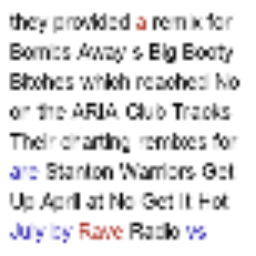 they provided a remix for
Bombs Away s Big Booty
Bitches which reached No
on the ARIA Club Tracks
Their charting remixes for
are Stanton Warriors Get
Up April at No Get It Hot
July by Rave Radio vs